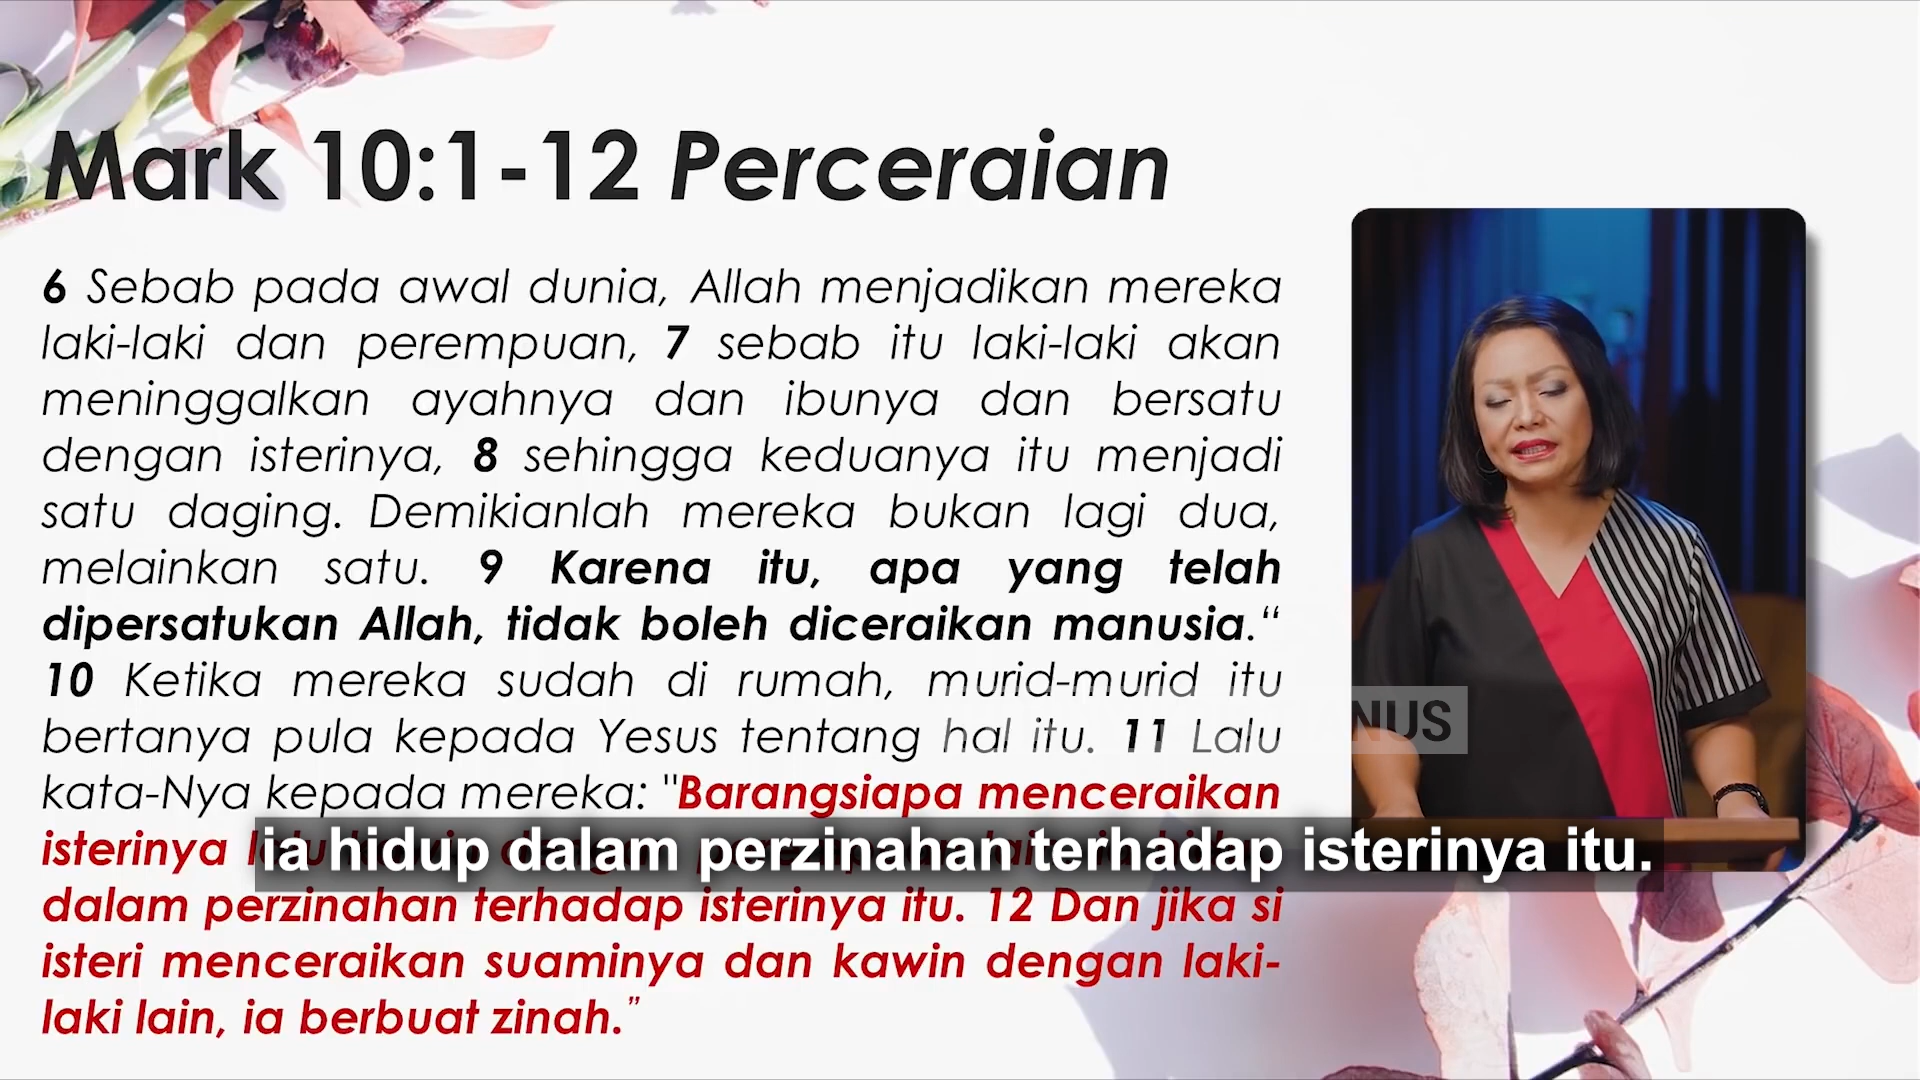 Mark 10:1-12 Perceraian
6 Sebab pada awal dunia, Allah menjadikan mereka
laki-laki dan perempuan, 7 sebab itu laki-laki akan
meninggalkan ayahnya dan ibunya dan bersatu
dengan isterinya, 8 sehingga keduanya itu menjadi
satu daging. Demikianlah mereka bukan lagi dua,
melainkan satu. 9 Karena itu, apa yang telah
dipersatukan Allah, tidak boleh diceraikan manusia.“
10 Ketika mereka sudah di rumah, murid-murid itu
bertanya pula kepada Yesus tentang hal itu. 11 Lalu
kata-Nya kepada mereka: "Barangsiapa menceraikan
isterinya
ia hidup dalam perzinahan terhadap isterinya itu.
dalam perzinahan terhadap isterinya itu. 12 Dan jika si
isteri menceraikan suaminya dan kawin dengan laki-
laki lain, ia berbuat zinah.”